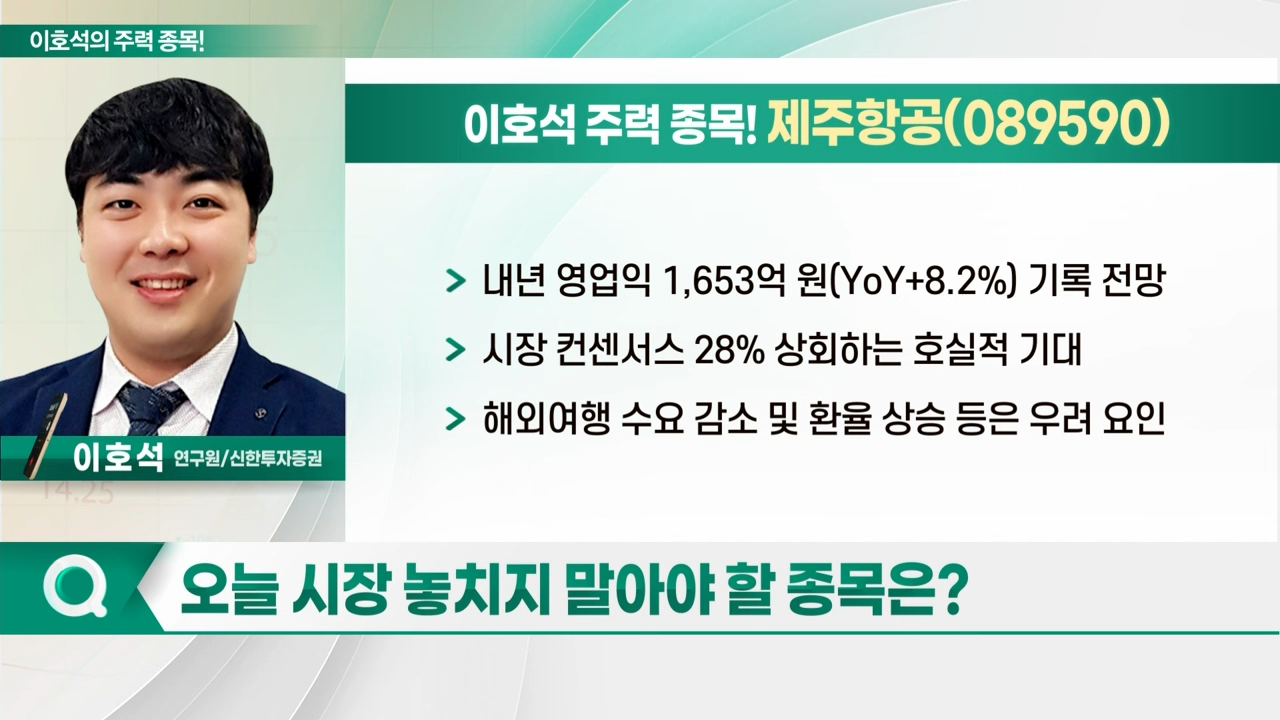 이호석의 주력 종목!
이호석 주력 종목! 제주항공(089590)
> 내년 영업익 1,653억 원(YoY+8.2%) 기록 전망
> 시장 컨센서스 28% 상회하는 호실적 기대
> 해외여행 수요 감소 및 환율 상승 등은 우려 요인
이호석 연구원/신한투자증권
14.25
오늘 시장 놓치지 말아야 할 종목은?